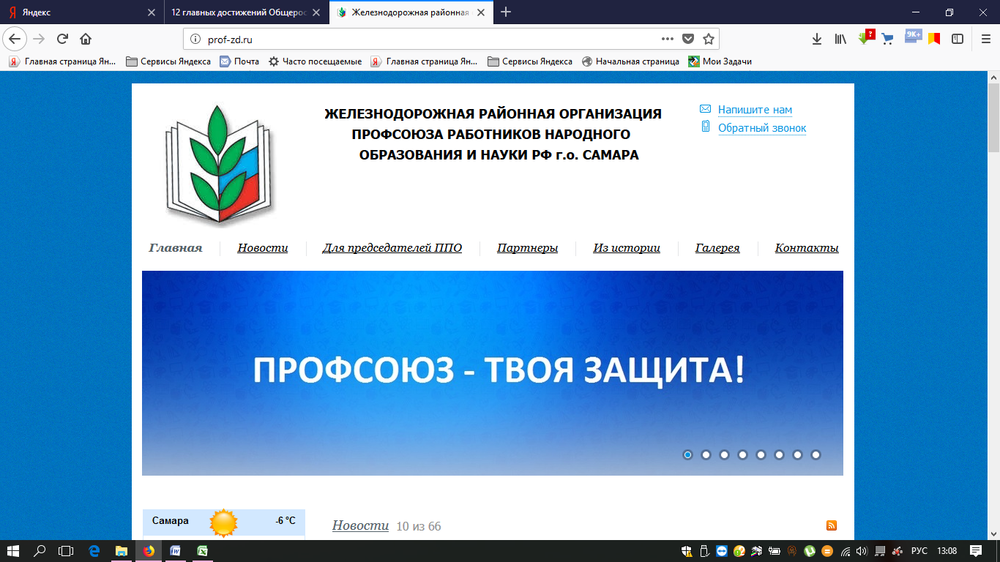 Яндекс
12 главных достижений Общерос
Железнодорожная районная
prof-zd.ru
?
9K+
Главная страница Ян...
Сервисы Яндекса
Почта
Часто посещаемые
Главная страница Ян...
Сервисы Яндекса
Начальная страница
Мои Задачи
ЖЕЛЕЗНОДОРОЖНАЯ РАЙОННАЯ ОРГАНИЗАЦИЯ
ПРОФСОЮЗА РАБОТНИКОВ НАРОДНОГО
ОБРАЗОВАНИЯ И НАУКИ РФ г.о. САМАРА
Напишите нам
Обратный звонок
Главная
Новости
Для председателей ППО
Партнеры
Из истории
Галерея
Контакты
ПРОФСОЮЗ - ТВОЯ ЗАЩИТА!
Самара
-6 °C
Новости 10 из 66
РУС
13:08